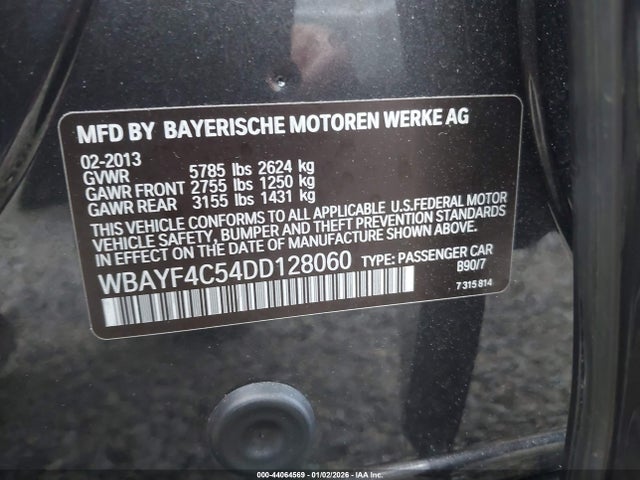 MFD BY BAYERISCHE MOTOREN WERKE AG
02-2013
GVWR 5785 lbs 2624 kg
GAWR FRONT 2755 lbs 1250 kg
GAWR REAR 3155 lbs 1431 kg
THIS VEHICLE CONFORMS TO ALL APPLICABLE U.S.FEDERAL MOTOR
VEHICLE SAFETY, BUMPER AND THEFT PREVENTION STANDARDS
IN EFFECT ON THE DATE OF MANUFACTURE SHOWN ABOVE.
WBAYF4C54DD128060 TYPE: PASSENGER CAR
B90/7
7 315 814
000-44064569 | 01/02/2026 - IAA Inc.